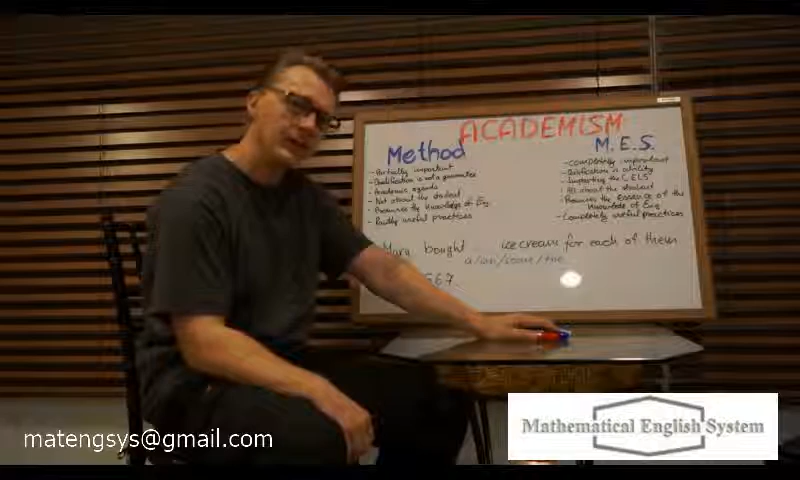 ACADEMISM
Method
- Partially important
- Qualification is not a guarantee
- Academic agenda
- Not about the student
- Presumes the knowledge of Eng
- Partly useful practices
M.E.S.
- Completely important
- Qualification is ability
- Importing the C.E.L.S
- All about the student
- Presumes the essence of the
knowledge of Eng
- Completely useful practices
Mary bought ice cream for each of them
a/an/some/the
567.
matengsys@gmail.com
Mathematical English System